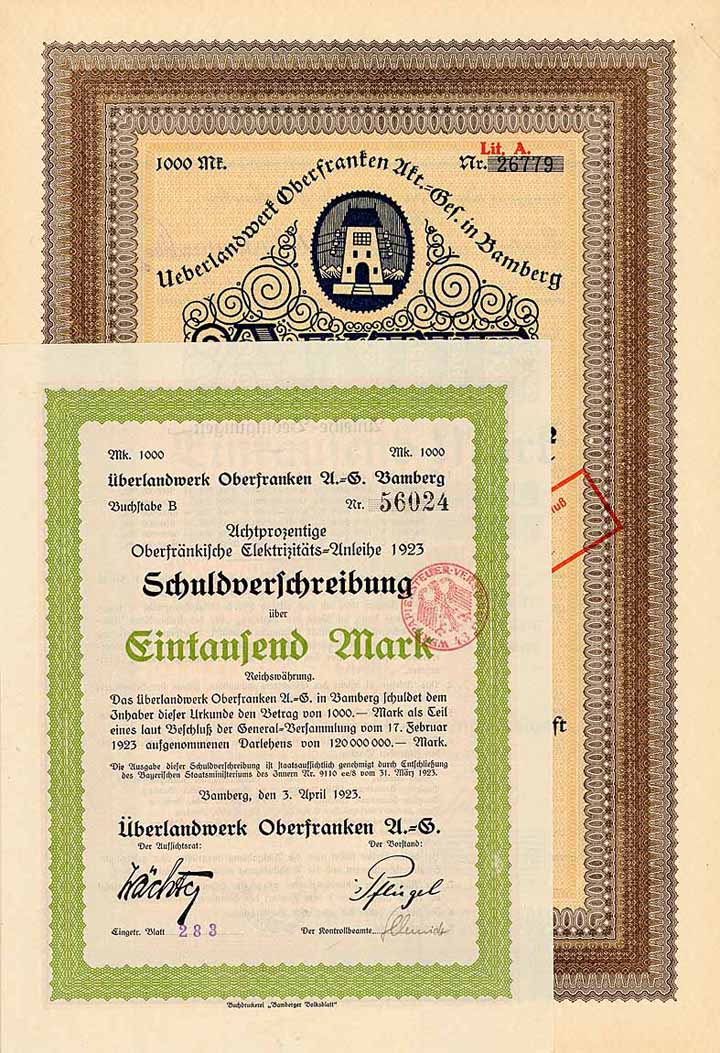 1000 Mk.
Lit. A.
Nr. 26779
Ueberlandwerk Oberfranken Akt.-Ges. in Bamberg
Mk. 1000 Mk. 1000
Überlandwerk Oberfranken A.-G. Bamberg
Buchstabe B Nr. 56024
Achtprozentige
Oberfränkische Elektrizitäts-Anleihe 1923
Schuldverschreibung
über
Eintausend Mark
Reichswährung.
Das Überlandwerk Oberfranken A.-G. in Bamberg schuldet dem
Inhaber dieser Urkunde den Betrag von 1000.— Mark als Teil
eines laut Beschluß der General-Versammlung vom 17. Februar
1923 aufgenommenen Darlehens von 120 000 000.— Mark.
Die Ausgabe dieser Schuldverschreibung ist staatsaufsichtlich genehmigt durch Entschließung
des Bayerischen Staatsministeriums des Innern Nr. 9110 ee/8 vom 31. März 1923.
Bamberg, den 3. April 1923.
Überlandwerk Oberfranken A.-G.
Der Aufsichtsrat: Der Vorstand:
Pflügel
Eingetr. Blatt 283 Der Kontrollbeamte
Buchdruckerei „Bamberger Volksblatt"